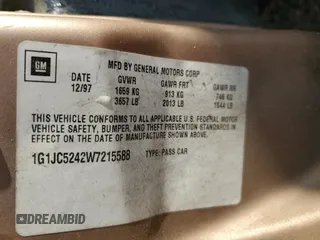 GM
MFD BY GENERAL MOTORS CORP
DATE GVWR GAWR FRT GAWR RR
12/97 1659 KG 913 KG 746 KG
3657 LB 2013 LB 1644 LB
THIS VEHICLE CONFORMS TO ALL APPLICABLE U.S. FEDERAL MOTOR
VEHICLE SAFETY, BUMPER, AND THEFT PREVENTION STANDARDS
IN EFFECT ON THE DATE OF MANUFACTURE SHOWN ABOVE.
1G1JC5242W7215588 TYPE: PASS CAR
DREAMBID